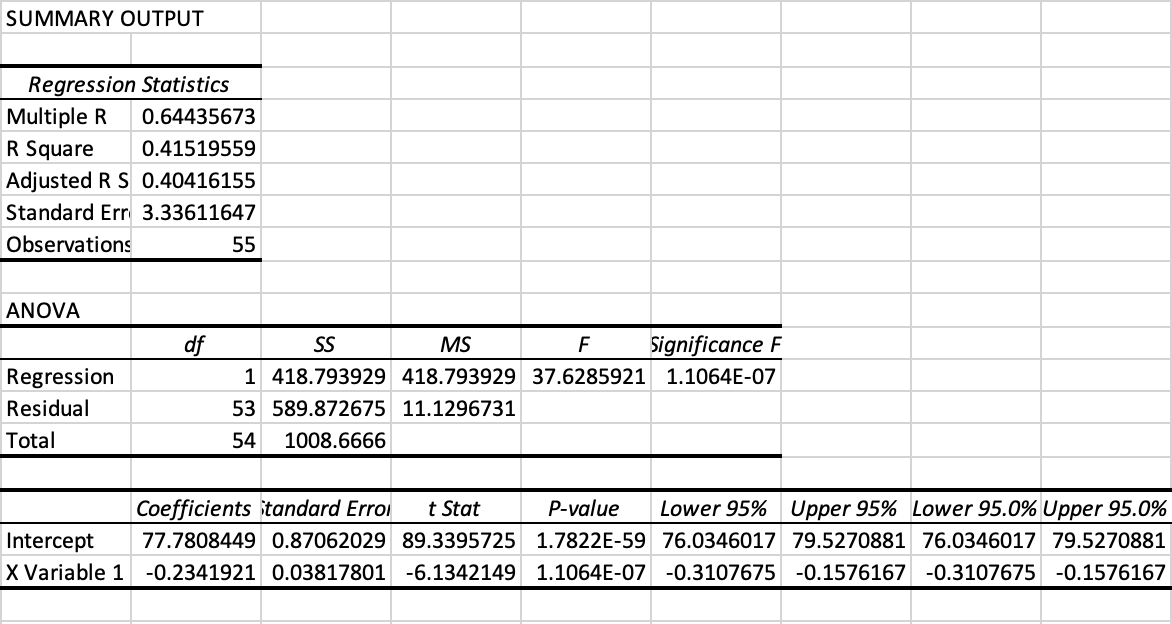 SUMMARY OUTPUT
Regression Statistics
Multiple R 0.64435673
R Square 0.41519559
Adjusted R S 0.40416155
Standard Err 3.33611647
Observations 55
ANOVA
df SS MS F Significance F
Regression 1 418.793929 418.793929 37.6285921 1.1064E-07
Residual 53 589.872675 11.1296731
Total 54 1008.6666
Coefficients Standard Error t Stat P-value Lower 95% Upper 95% Lower 95.0% Upper 95.0%
Intercept 77.7808449 0.87062029 89.3395725 1.7822E-59 76.0346017 79.5270881 76.0346017 79.5270881
X Variable 1 -0.2341921 0.03817801 -6.1342149 1.1064E-07 -0.3107675 -0.1576167 -0.3107675 -0.1576167